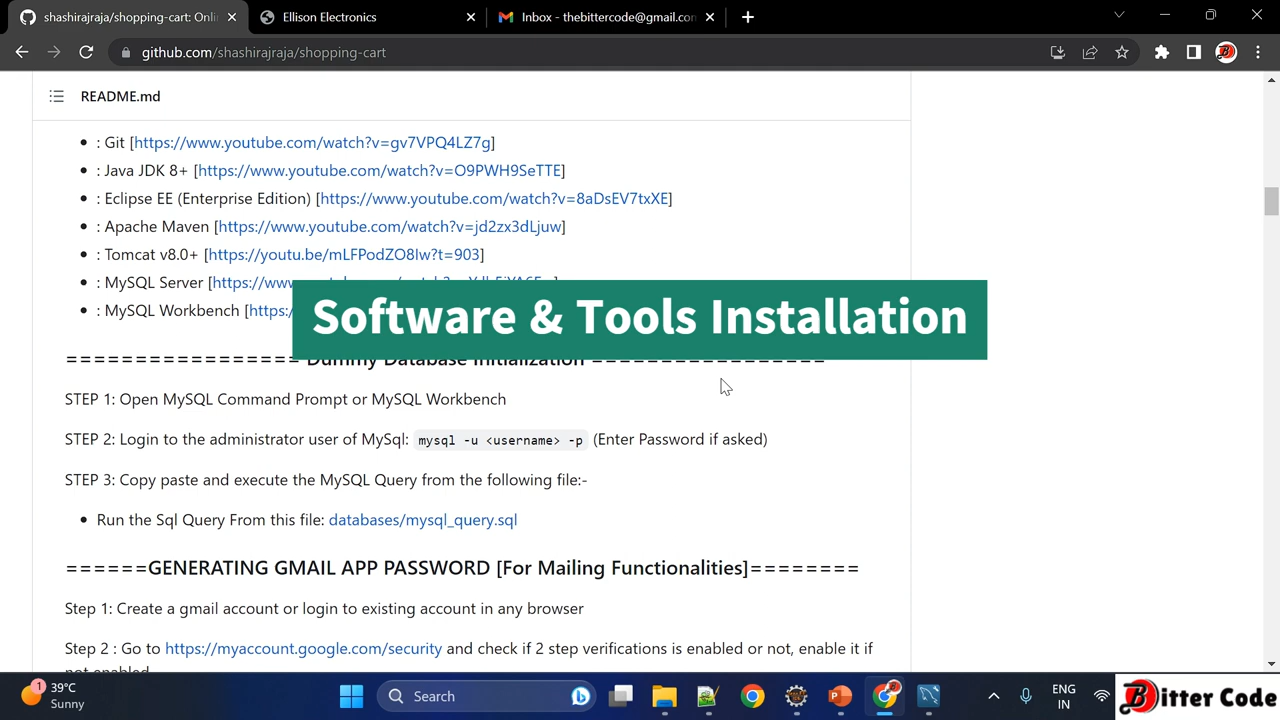 shashirajraja/shopping-cart: Onli
Ellison Electronics
Inbox - thebittercode@gmail.con
github.com/shashirajraja/shopping-cart
README.md
: Git [https://www.youtube.com/watch?v=gv7VPQ4LZ7g]
: Java JDK 8+ [https://www.youtube.com/watch?v=O9PWH9SeTTE]
: Eclipse EE (Enterprise Edition) [https://www.youtube.com/watch?v=8aDsEV7txXE]
: Apache Maven [https://www.youtube.com/watch?v=jd2zx3dLjuw]
: Tomcat v8.0+ [https://youtu.be/mLFPodZO8Iw?t=903]
: MySQL Server [https://www.
: MySQL Workbench [https:/
Software & Tools Installation
================= Dummy Database Initialization =================
STEP 1: Open MySQL Command Prompt or MySQL Workbench
STEP 2: Login to the administrator user of MySql: mysql -u <username> -p (Enter Password if asked)
STEP 3: Copy paste and execute the MySQL Query from the following file:-
Run the Sql Query From this file: databases/mysql_query.sql
======GENERATING GMAIL APP PASSWORD [For Mailing Functionalities]========
Step 1: Create a gmail account or login to existing account in any browser
Step 2 : Go to https://myaccount.google.com/security and check if 2 step verifications is enabled or not, enable it if
not enabled
1
39°C
Sunny
Search
ENG
IN
Bitter Code